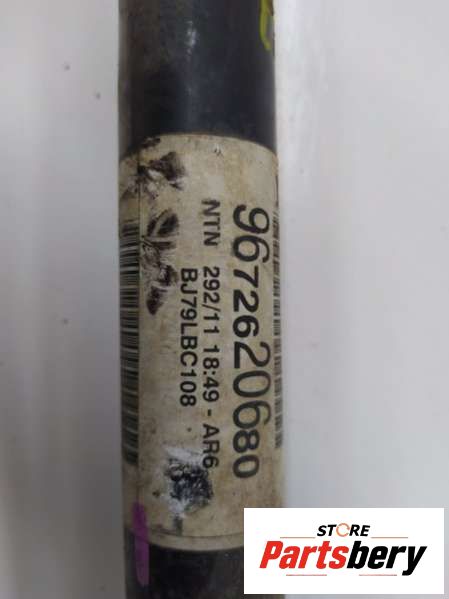 9672620680
NTN 292/11 18:49 - AR6
BJ79LBC108
STORE
Partsbery